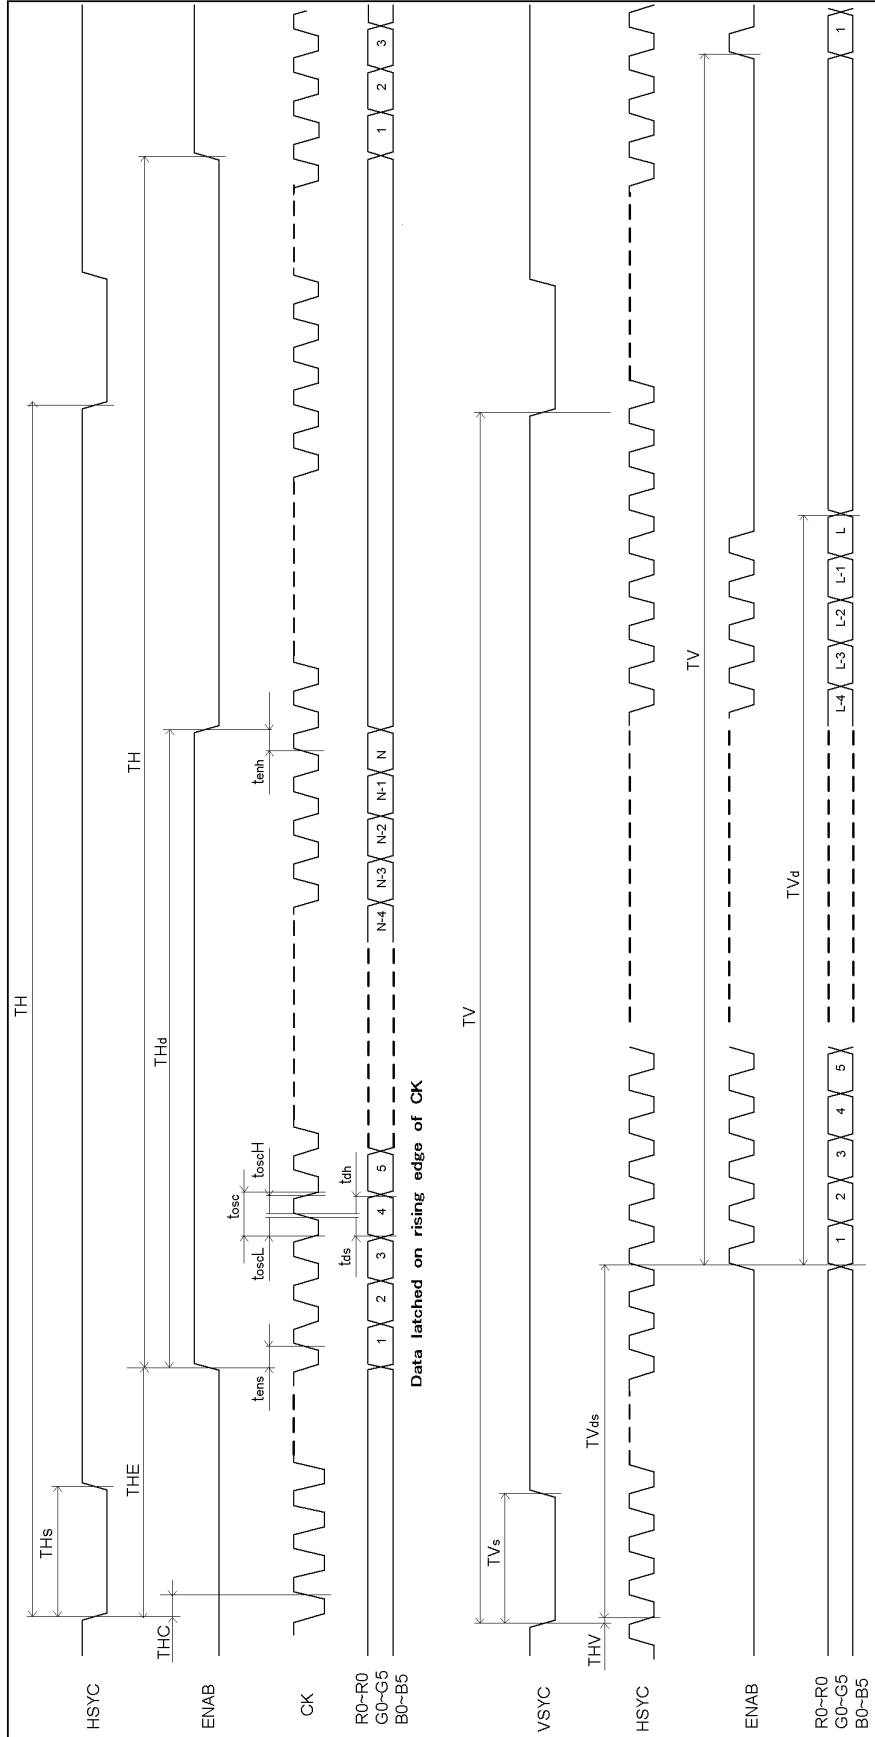 TH
HSYC
THs
TH
THE
THd
THC
ENAB
tosc
toscL
toscH
tens
tenh
CK
tds
tdh
R0~R0
G0~G5
B0~B5
1 2 3 4 5 N-4 N-3 N-2 N-1 N 1 2 3
Data latched on rising edge of CK
TV
VSYC
TVs
THV
TVds
HSYC
TV
ENAB
TVd
R0~R0
G0~G5
B0~B5
1 2 3 4 5 L-4 L-3 L-2 L-1 L 1